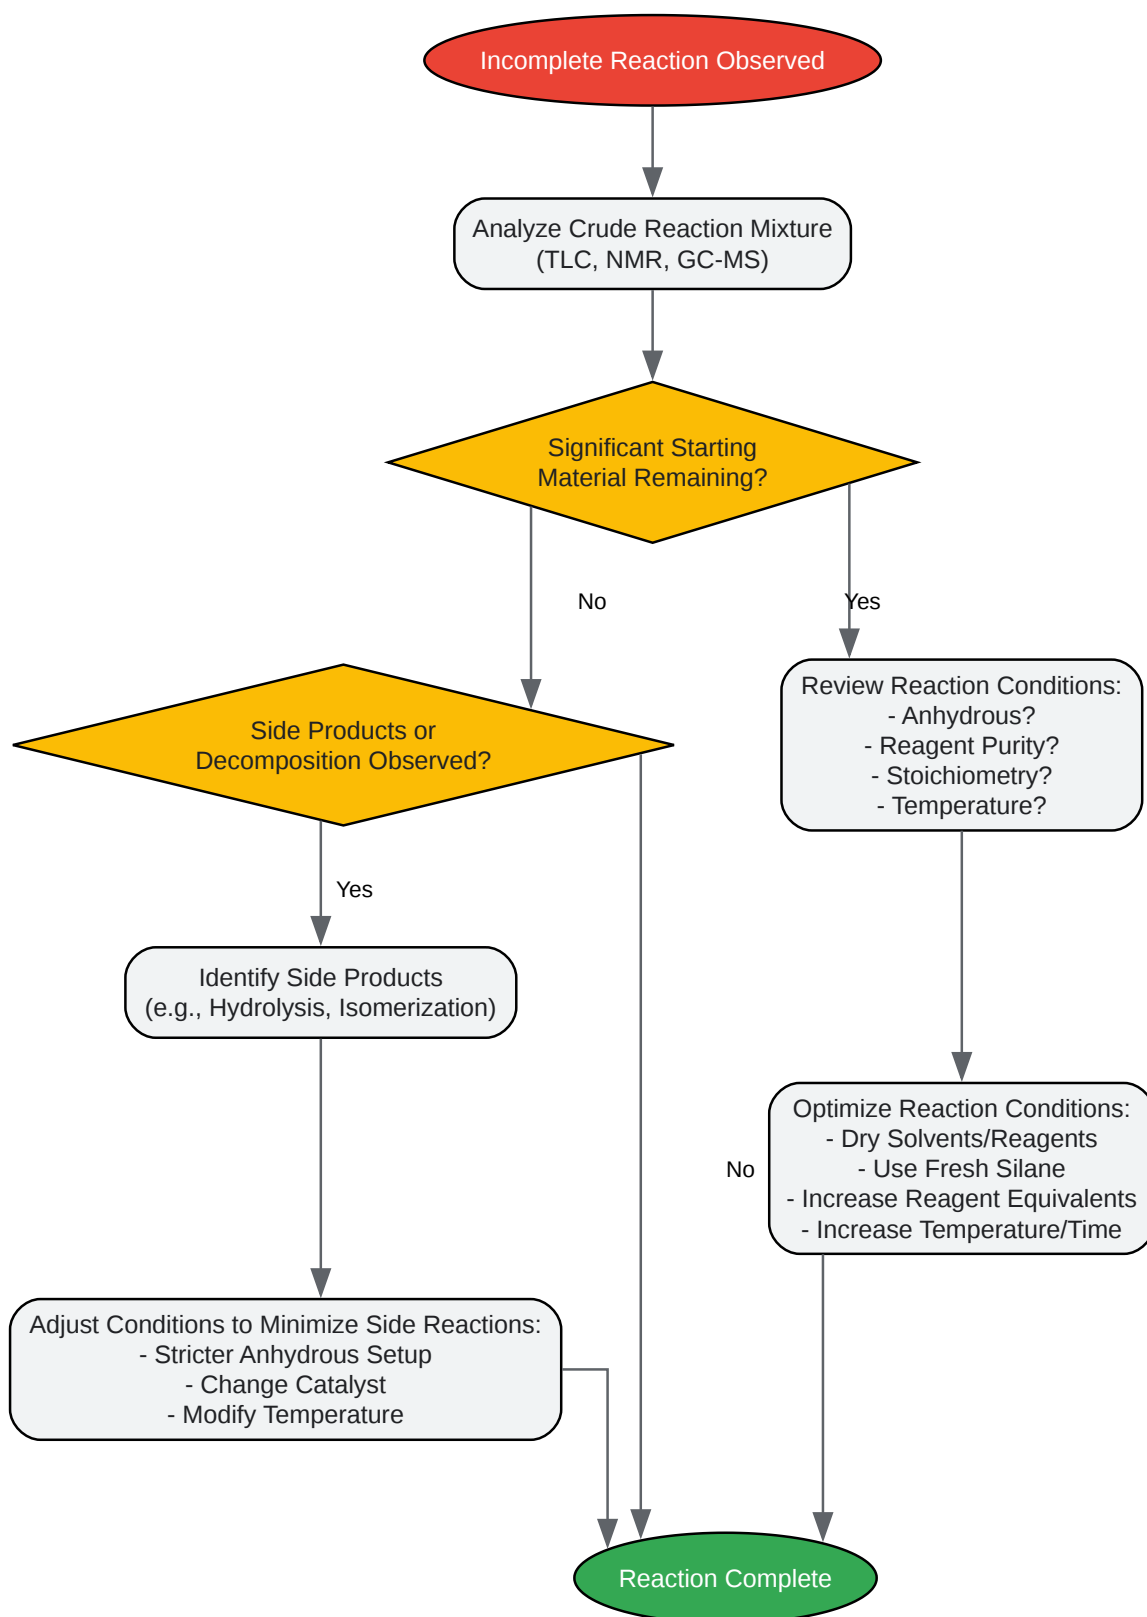 Incomplete Reaction Observed
Analyze Crude Reaction Mixture
(TLC, NMR, GC-MS)
Significant Starting
Material Remaining?
No
Yes
Side Products or
Decomposition Observed?
Review Reaction Conditions:
- Anhydrous?
- Reagent Purity?
- Stoichiometry?
- Temperature?
Yes
Identify Side Products
(e.g., Hydrolysis, Isomerization)
Optimize Reaction Conditions:
- Dry Solvents/Reagents
- Use Fresh Silane
- Increase Reagent Equivalents
- Increase Temperature/Time
No
Adjust Conditions to Minimize Side Reactions:
- Stricter Anhydrous Setup
- Change Catalyst
- Modify Temperature
Reaction Complete